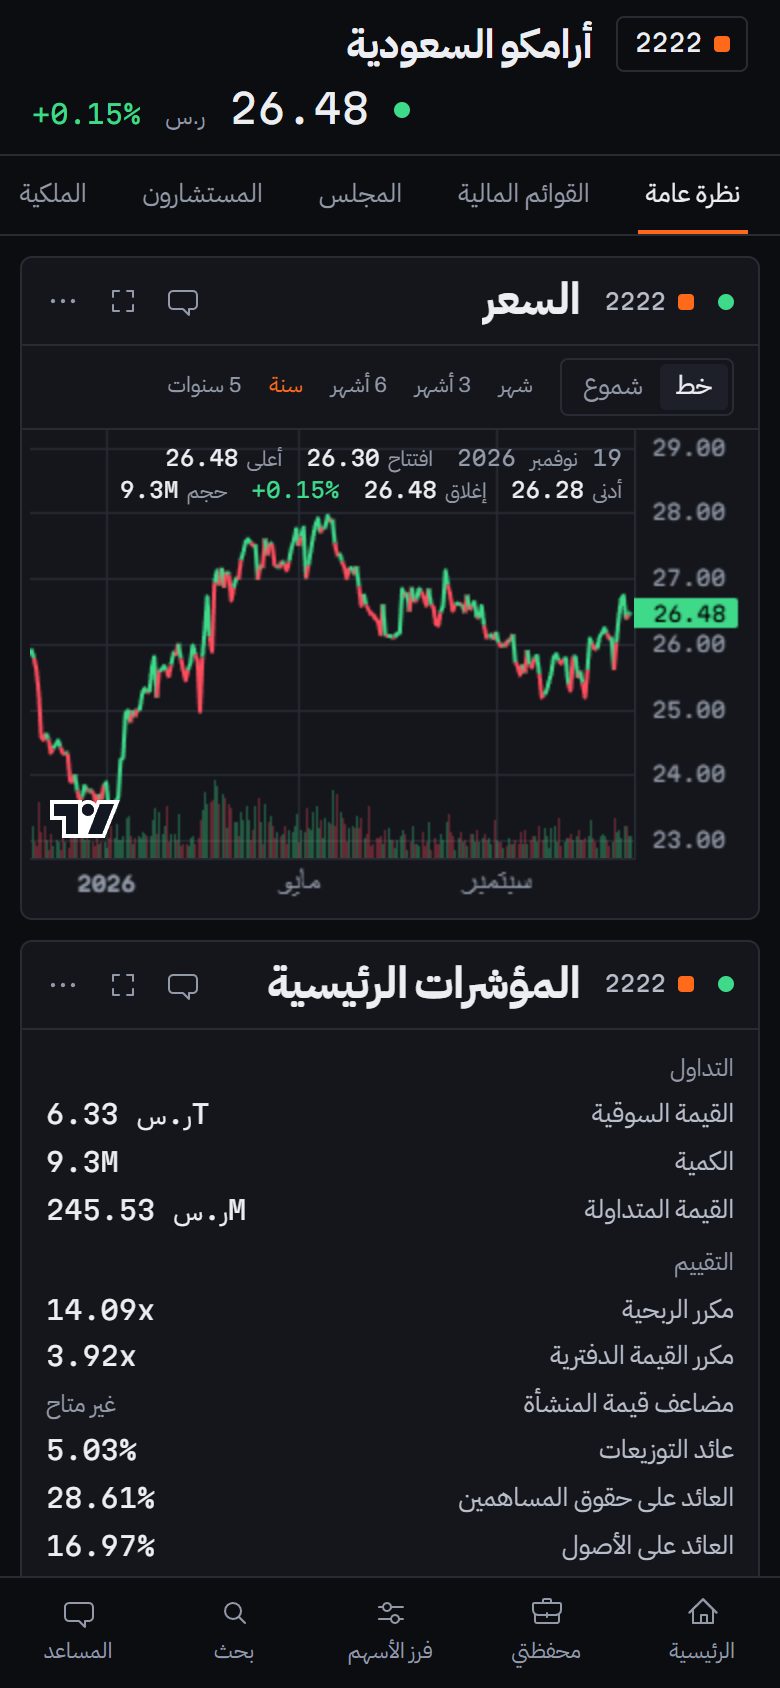 2222 أرامكو السعودية
26.48 ر.س +0.15%
نظرة عامة القوائم المالية المجلس المستشارون الملكية
2222 السعر
خط شموع شهر 3 أشهر 6 أشهر سنة 5 سنوات
19 نوفمبر 2026 افتتاح 26.30 أعلى 26.48
أدنى 26.28 إغلاق 26.48 +0.15% حجم 9.3M
29.00
28.00
27.00
26.48
26.00
25.00
24.00
23.00
2026 مايو سبتمبر
2222 المؤشرات الرئيسية
التداول
القيمة السوقية 6.33 ر.سT
الكمية 9.3M
القيمة المتداولة 245.53 ر.سM
التقييم
مكرر الربحية 14.09x
مكرر القيمة الدفترية 3.92x
مضاعف قيمة المنشأة غير متاح
عائد التوزيعات 5.03%
العائد على حقوق المساهمين 28.61%
العائد على الأصول 16.97%
الرئيسية محفظتي فرز الأسهم بحث المساعد